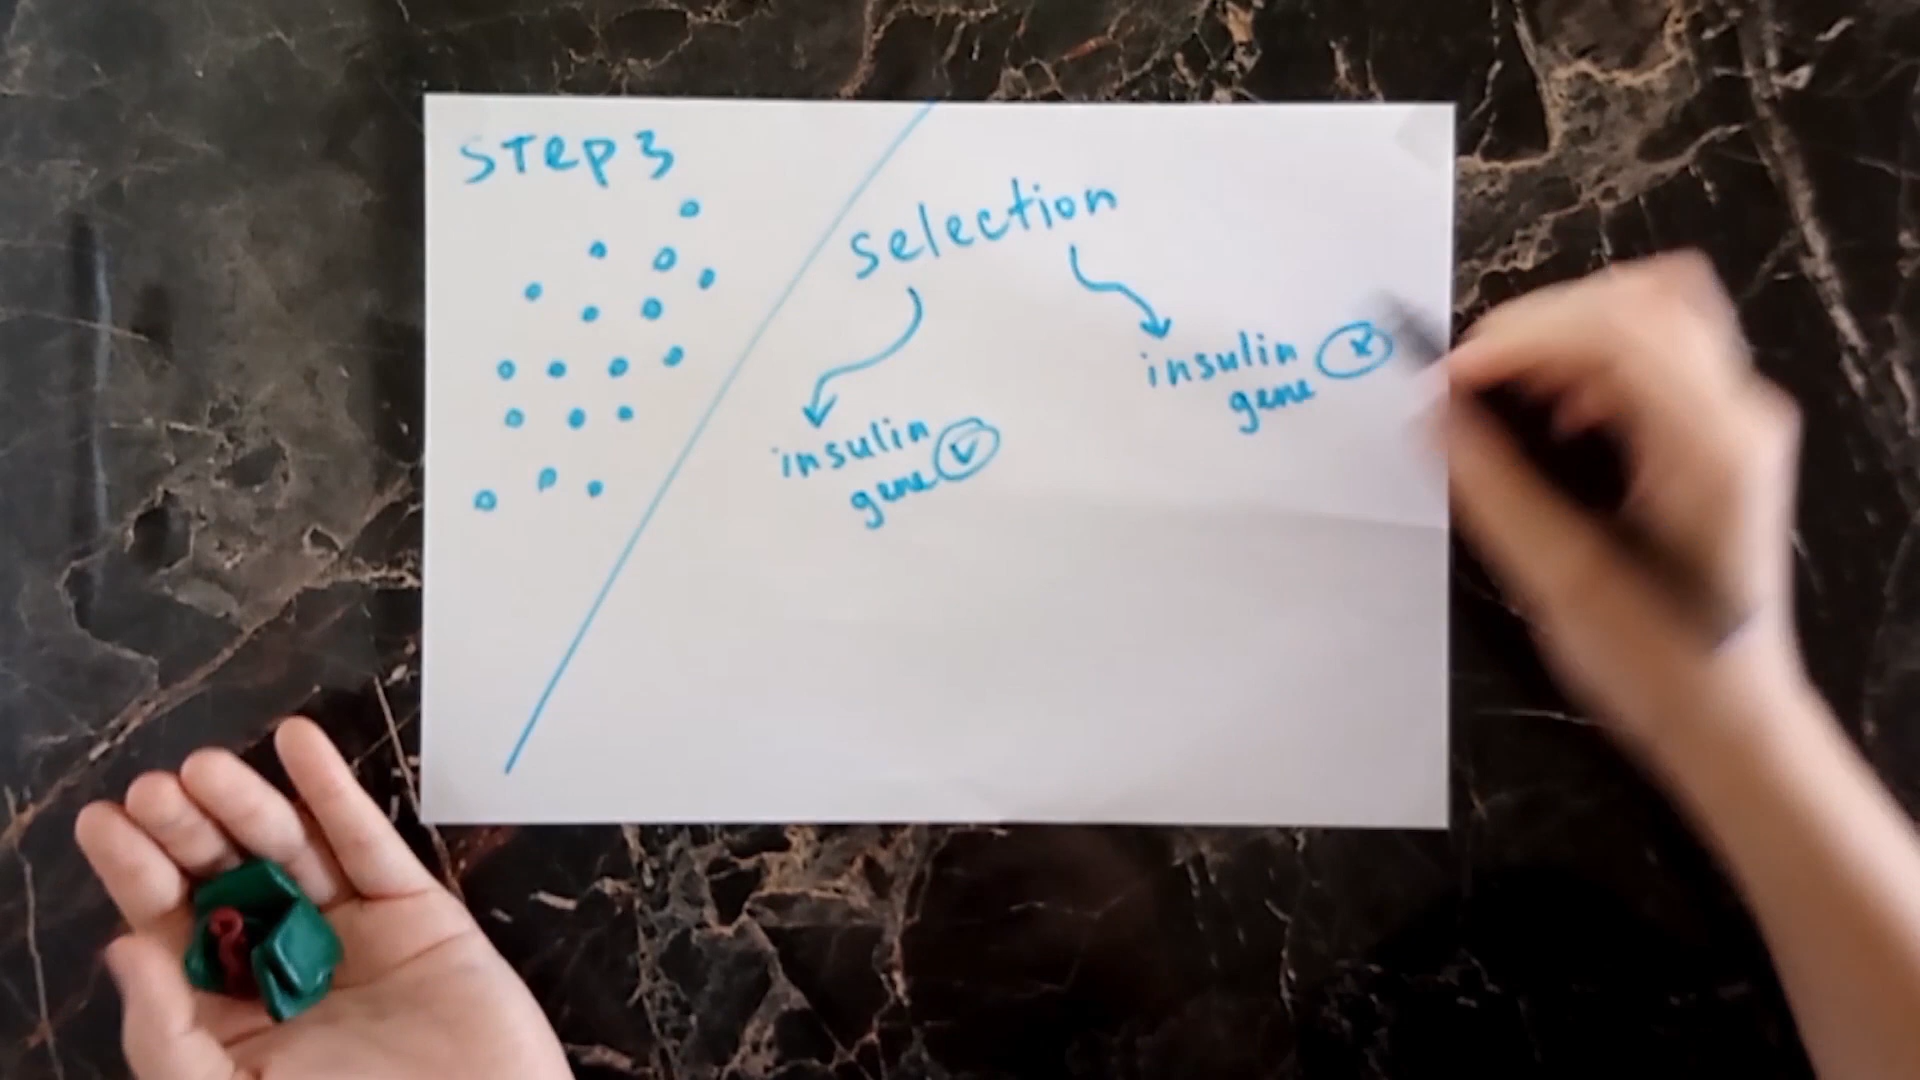 STep 3
Selection
insulin
gene ✓
insulin
gene x